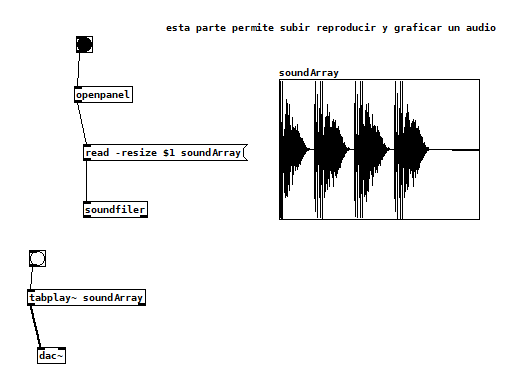 esta parte permite subir reproducir y graficar un audio
soundArray
openpanel
read -resize $1 soundArray
soundfiler
tabplay~ soundArray
dac~